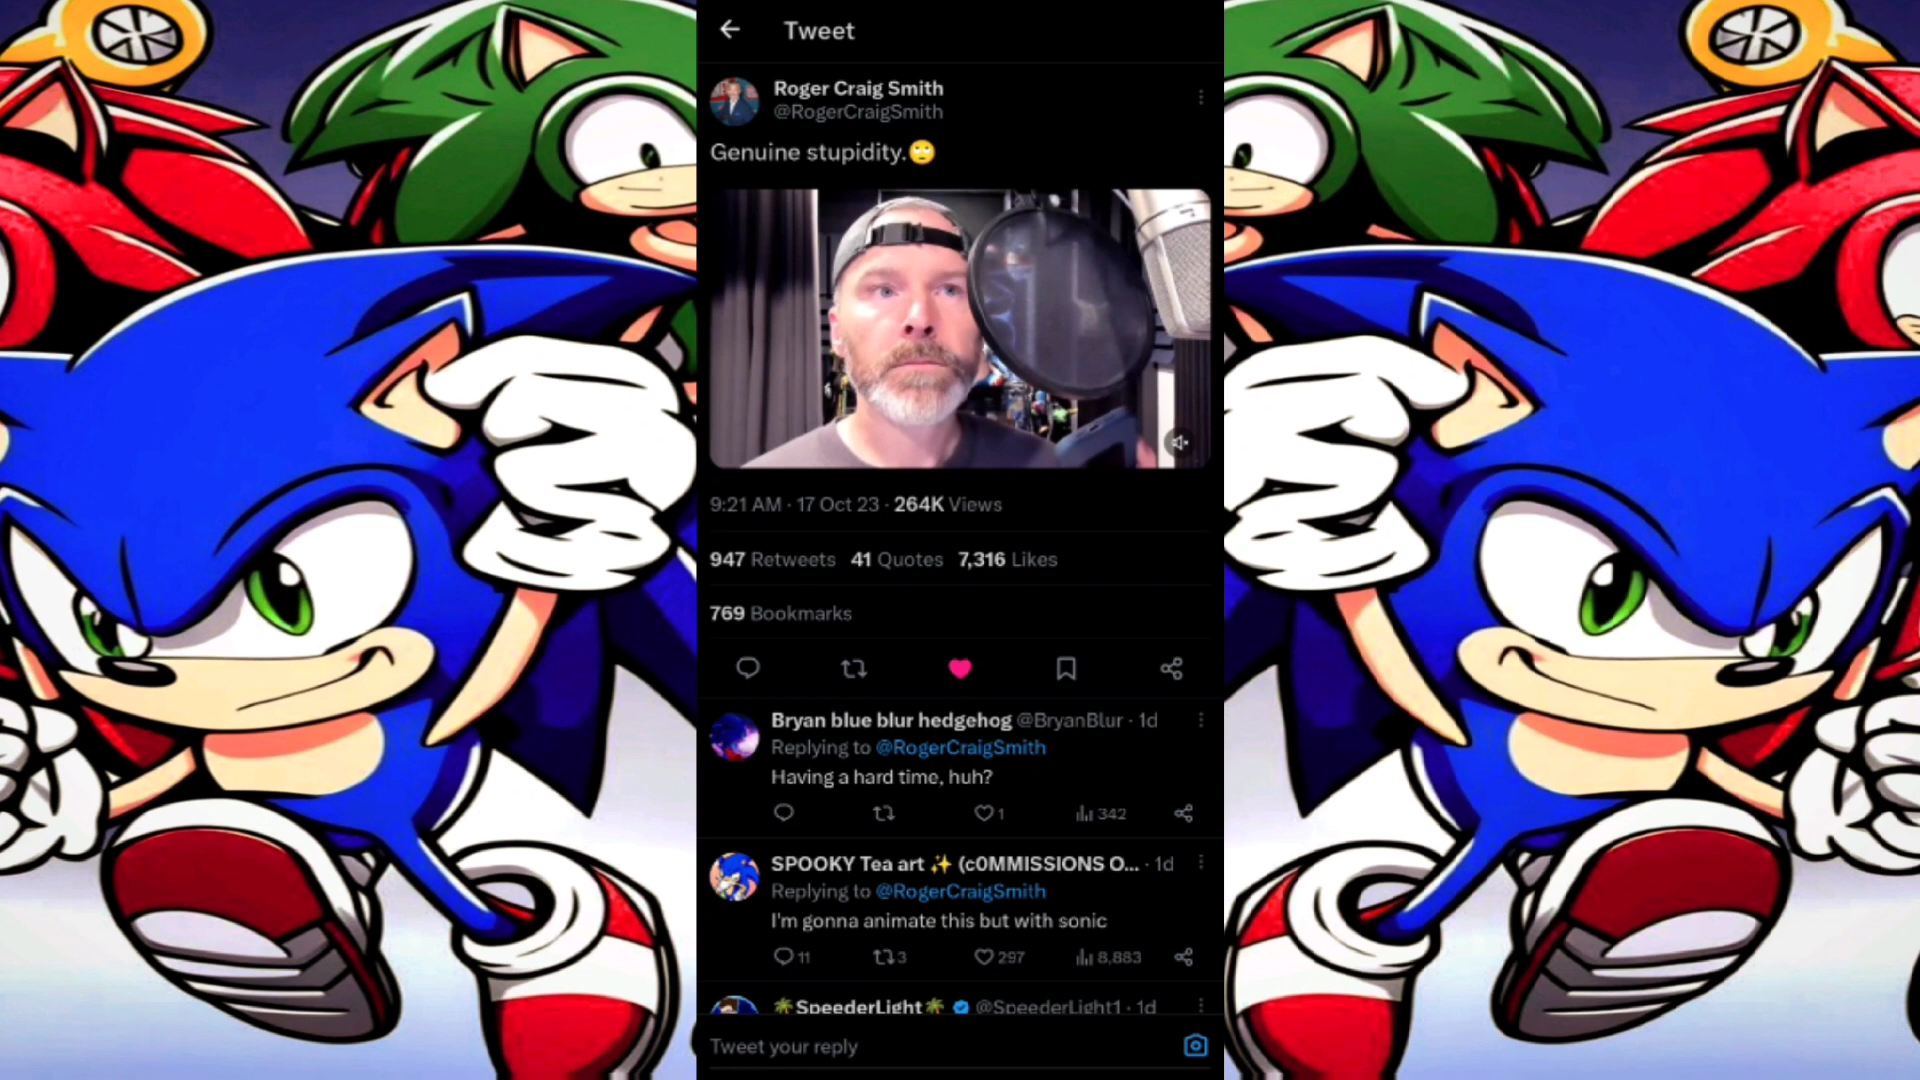 Tweet
Roger Craig Smith
@RogerCraigSmith
Genuine stupidity.🙄
9:21 AM · 17 Oct 23 · 264K Views
947 Retweets 41 Quotes 7,316 Likes
769 Bookmarks
Bryan blue blur hedgehog @BryanBlur · 1d
Replying to @RogerCraigSmith
Having a hard time, huh?
1 342
SPOOKY Tea art ✨ (c0MMISSIONS O... · 1d
Replying to @RogerCraigSmith
I'm gonna animate this but with sonic
11 3 297 8,883
🌴SpeederLight🌴 @SpeederLight1 · 1d
Tweet your reply